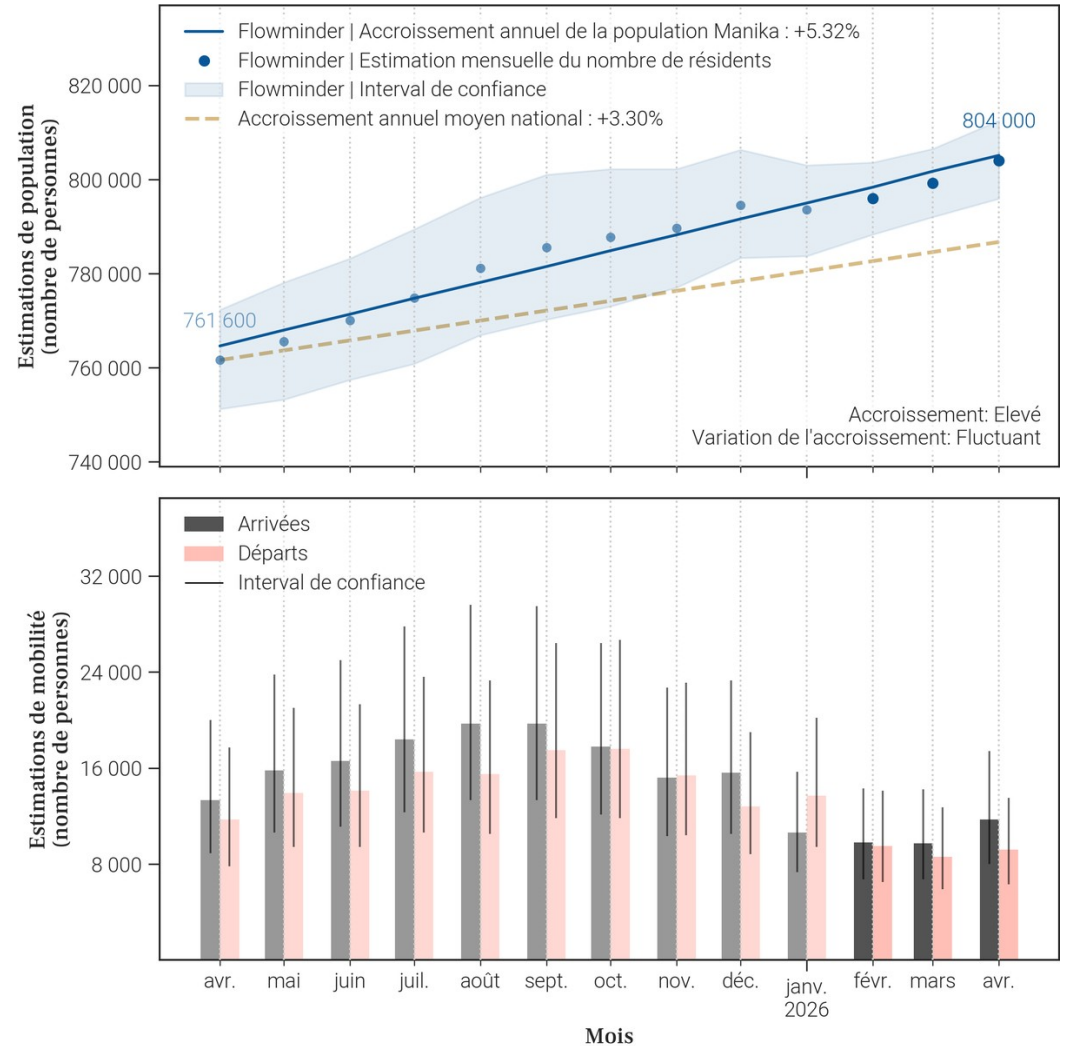 Flowminder | Accroissement annuel de la population Manika : +5.32%
Flowminder | Estimation mensuelle du nombre de résidents
Flowminder | Interval de confiance
Accroissement annuel moyen national : +3.30%
820 000
800 000
780 000
760 000
740 000
Estimations de population
(nombre de personnes)
761 600
804 000
Accroissement: Elevé
Variation de l'accroissement: Fluctuant
Arrivées
Départs
Interval de confiance
32 000
24 000
16 000
8 000
Estimations de mobilité
(nombre de personnes)
avr. mai juin juil. août sept. oct. nov. déc. janv. févr. mars avr.
2026
Mois